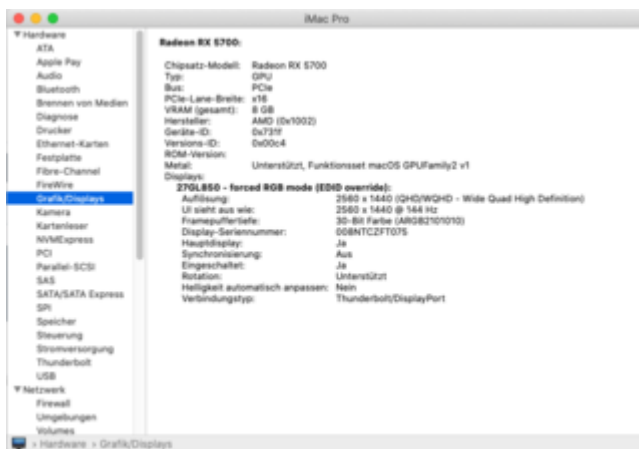 iMac Pro
Hardware
ATA
Apple Pay
Audio
Bluetooth
Brennen von Medien
Diagnose
Drucker
Ethernet-Karten
Festplatte
Fibre-Channel
FireWire
Grafik/Displays
Kamera
Kartenleser
NVMExpress
PCI
Parallel-SCSI
SAS
SATA/SATA Express
SPI
Speicher
Steuerung
Stromversorgung
Thunderbolt
USB
Netzwerk
Firewall
Umgebungen
Volumes
Radeon RX 5700:
Chipsatz-Modell: Radeon RX 5700
Typ: GPU
Bus: PCIe
PCIe-Lane-Breite: x16
VRAM (gesamt): 8 GB
Hersteller: AMD (0x1002)
Geräte-ID: 0x731f
Versions-ID: 0x00c4
ROM-Version:
Metal: Unterstützt, Funktionsset macOS GPUFamily2 v1
Displays:
27GL850 - forced RGB mode (EDID override):
Auflösung: 2560 x 1440 (QHD/WQHD - Wide Quad High Definition)
UI sieht aus wie: 2560 x 1440 @ 144 Hz
Framepuffertiefe: 30-Bit Farbe (ARGB2101010)
Display-Seriennummer: 008NTCZFT075
Hauptdisplay: Ja
Synchronisierung: Aus
Eingeschaltet: Ja
Rotation: Unterstützt
Helligkeit automatisch anpassen: Nein
Verbindungstyp: Thunderbolt/DisplayPort
› Hardware › Grafik/Displays